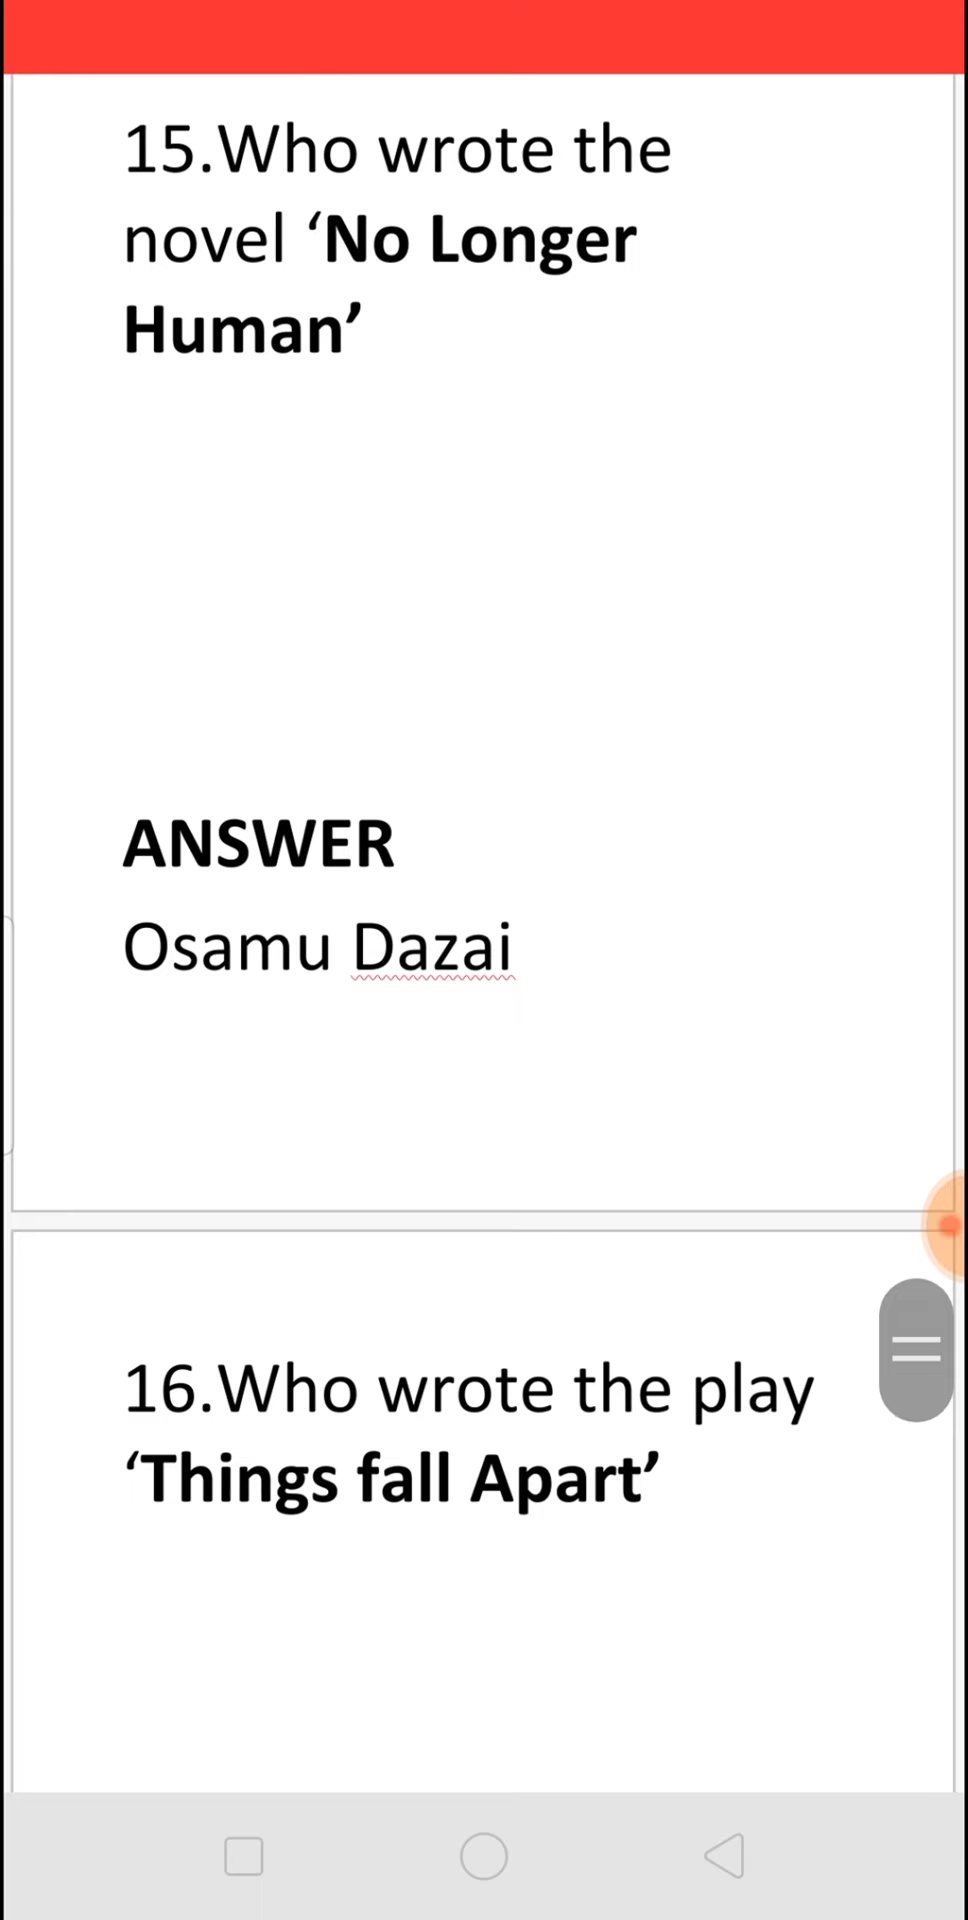 15.Who wrote the
novel ‘No Longer
Human’
ANSWER
Osamu Dazai
16.Who wrote the play
‘Things fall Apart’